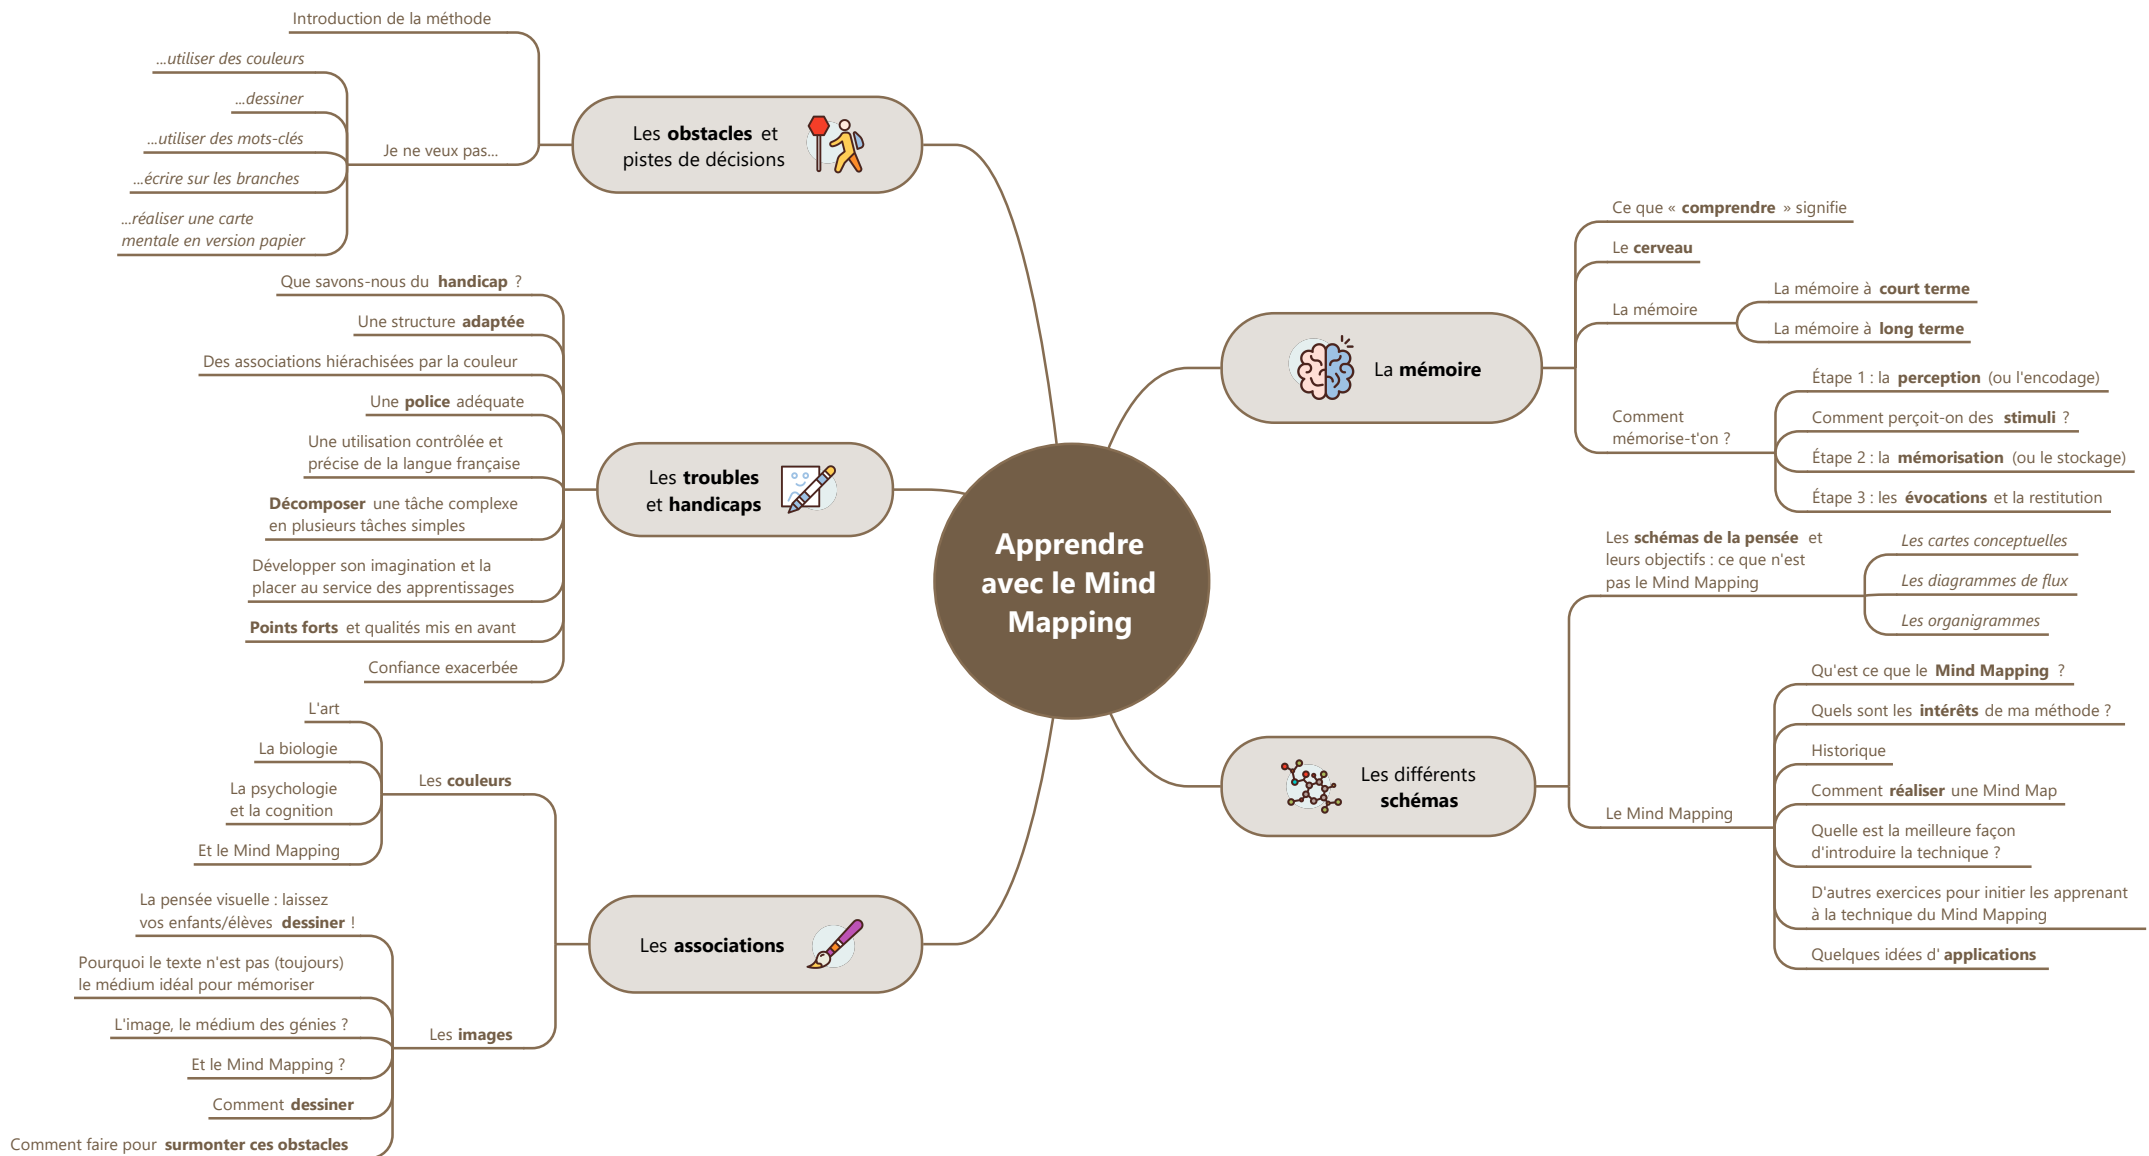 Apprendre
avec le Mind
Mapping
La mémoire
Ce que « comprendre » signifie
Le cerveau
La mémoire
La mémoire à court terme
La mémoire à long terme
Comment
mémorise-t'on ?
Étape 1 : la perception (ou l'encodage)
Comment perçoit-on des stimuli ?
Étape 2 : la mémorisation (ou le stockage)
Étape 3 : les évocations et la restitution
Les différents
schémas
Les schémas de la pensée et
leurs objectifs : ce que n'est
pas le Mind Mapping
Les cartes conceptuelles
Les diagrammes de flux
Les organigrammes
Le Mind Mapping
Qu'est ce que le Mind Mapping ?
Quels sont les intérêts de ma méthode ?
Historique
Comment réaliser une Mind Map
Quelle est la meilleure façon
d'introduire la technique ?
D'autres exercices pour initier les apprenant
à la technique du Mind Mapping
Quelques idées d' applications
Les obstacles et
pistes de décisions
Introduction de la méthode
Je ne veux pas...
...utiliser des couleurs
...dessiner
...utiliser des mots-clés
...écrire sur les branches
...réaliser une carte
mentale en version papier
Les troubles
et handicaps
Que savons-nous du handicap ?
Une structure adaptée
Des associations hiérachisées par la couleur
Une police adéquate
Une utilisation contrôlée et
précise de la langue française
Décomposer une tâche complexe
en plusieurs tâches simples
Développer son imagination et la
placer au service des apprentissages
Points forts et qualités mis en avant
Confiance exacerbée
Les associations
Les couleurs
L'art
La biologie
La psychologie
et la cognition
Et le Mind Mapping
Les images
La pensée visuelle : laissez
vos enfants/élèves dessiner !
Pourquoi le texte n'est pas (toujours)
le médium idéal pour mémoriser
L'image, le médium des génies ?
Et le Mind Mapping ?
Comment dessiner
Comment faire pour surmonter ces obstacles